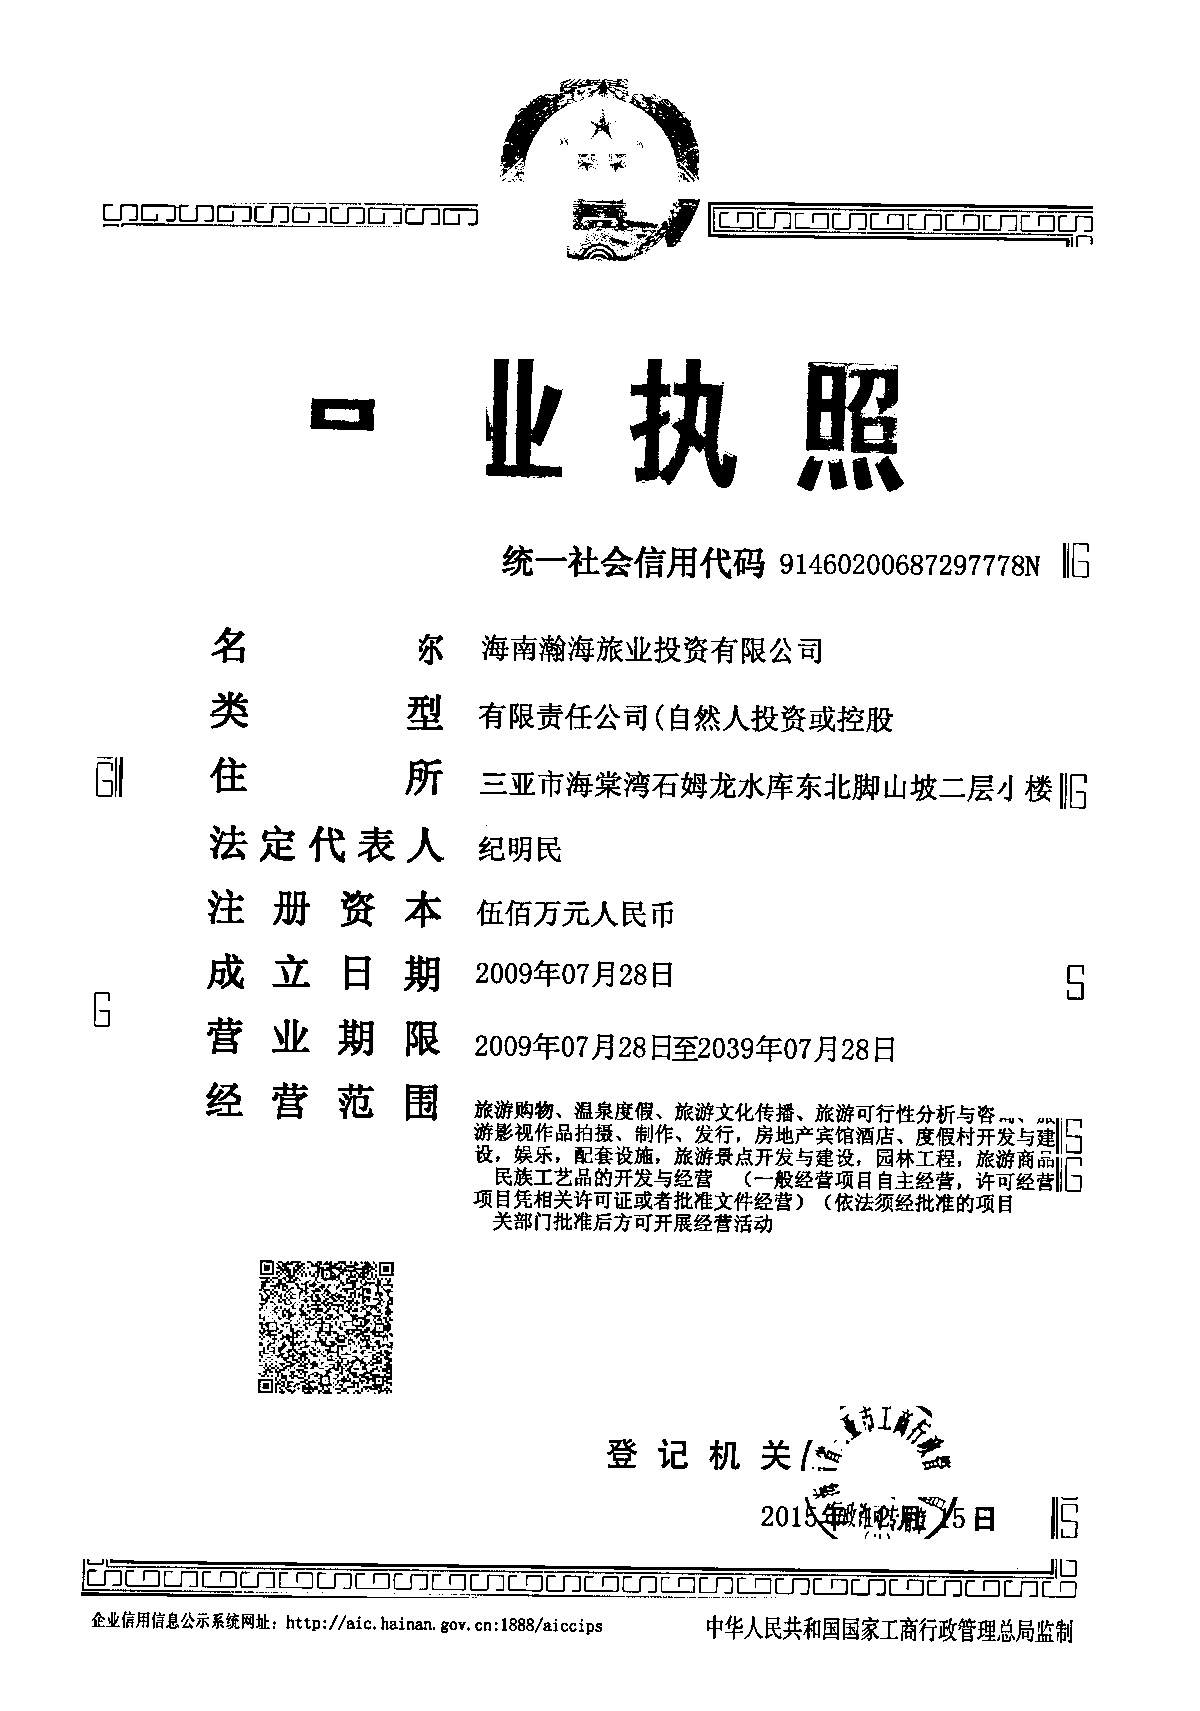 业执照
统一社会信用代码 91460200687297778N
名 海南瀚海旅业投资有限公司
类型 有限责任公司(自然人投资或控股
住所 三亚市海棠湾石姆龙水库东北脚山坡二层小楼
法定代表人 纪明民
注册资本 伍佰万元人民币
成立日期 2009年07月28日
营业期限 2009年07月28日至2039年07月28日
经营范围 旅游购物、温泉度假、旅游文化传播、旅游可行性分析与咨
游影视作品拍摄、制作、发行,房地产宾馆酒店、度假村开发与建
设,娱乐,配套设施,旅游景点开发与建设,园林工程,旅游商品
民族工艺品的开发与经营 (一般经营项目自主经营,许可经营
项目凭相关许可证或者批准文件经营)(依法须经批准的项目
关部门批准后方可开展经营活动
登记机关
亚市工商行政管
2015年12月15日
企业信用信息公示系统网址:http://aic.hainan.gov.cn:1888/aiccips
中华人民共和国国家工商行政管理总局监制